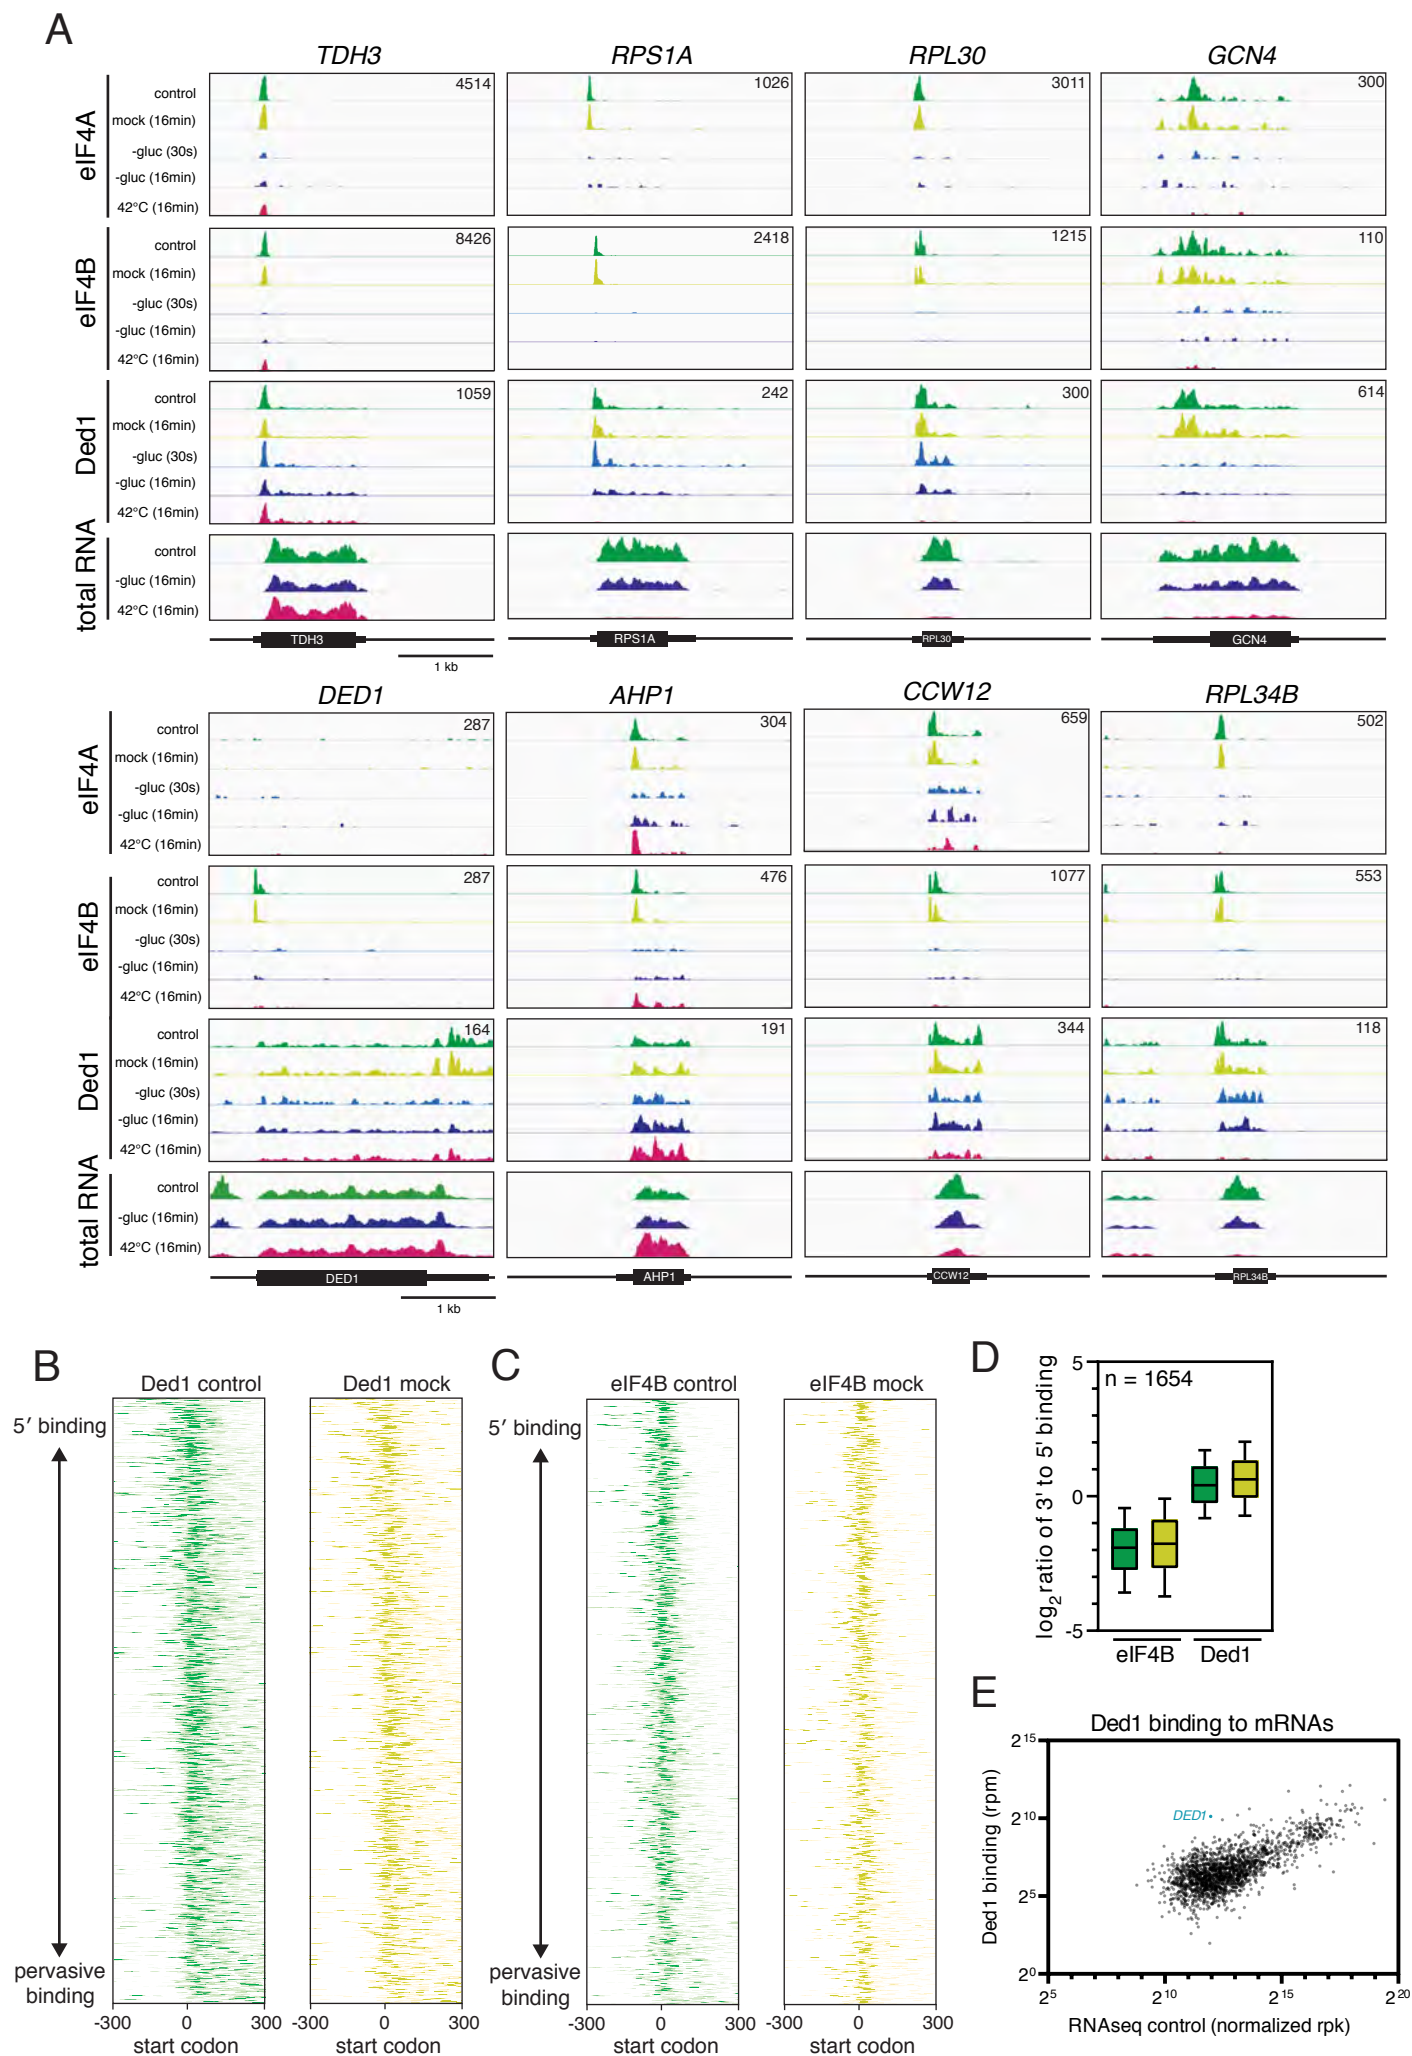 A
TDH3 RPS1A RPL30 GCN4
eIF4A
control 4514 1026 3011 300
mock (16min)
-gluc (30s)
-gluc (16min)
42°C (16min)
eIF4B
control 8426 2418 1215 110
mock (16min)
-gluc (30s)
-gluc (16min)
42°C (16min)
Ded1
control 1059 242 300 614
mock (16min)
-gluc (30s)
-gluc (16min)
42°C (16min)
total RNA
control
-gluc (16min)
42°C (16min)
TDH3 RPS1A RPL30 GCN4
1 kb
DED1 AHP1 CCW12 RPL34B
eIF4A
control 287 304 659 502
mock (16min)
-gluc (30s)
-gluc (16min)
42°C (16min)
eIF4B
control 287 476 1077 553
mock (16min)
-gluc (30s)
-gluc (16min)
42°C (16min)
Ded1
control 164 191 344 118
mock (16min)
-gluc (30s)
-gluc (16min)
42°C (16min)
total RNA
control
-gluc (16min)
42°C (16min)
DED1 AHP1 CCW12 RPL34B
1 kb
B
Ded1 control Ded1 mock
5′ binding
pervasive
binding
-300 0 300 -300 0 300
start codon start codon
C
eIF4B control eIF4B mock
5′ binding
pervasive
binding
-300 0 300 -300 0 300
start codon start codon
D
log2 ratio of 3' to 5' binding
5
n = 1654
0
-5
eIF4B Ded1
E
Ded1 binding to mRNAs
Ded1 binding (rpm)
2^15
2^10
2^5
2^0
DED1
2^5 2^10 2^15 2^20
RNAseq control (normalized rpk)